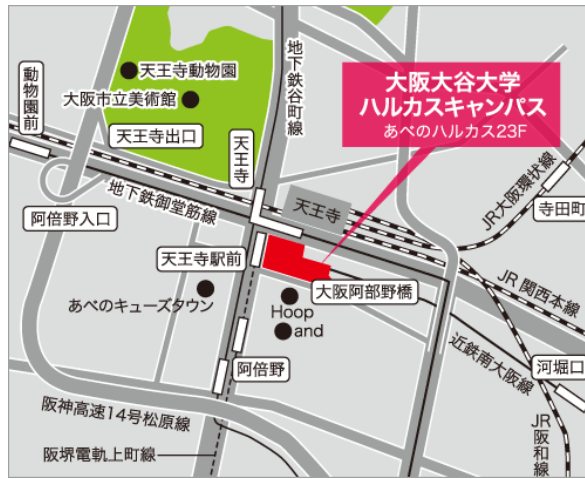 動物園前
天王寺動物園
大阪市立美術館
天王寺出口
地下鉄谷町線
天王寺
大阪大谷大学
ハルカスキャンパス
あべのハルカス23F
JR大阪環状線
寺田町
阿倍野入口
地下鉄御堂筋線
天王寺
天王寺駅前
大阪阿部野橋
JR関西本線
あべのキューズタウン
Hoop
and
近鉄南大阪線
河堀口
阿倍野
阪神高速14号松原線
JR阪和線
阪堺電軌上町線